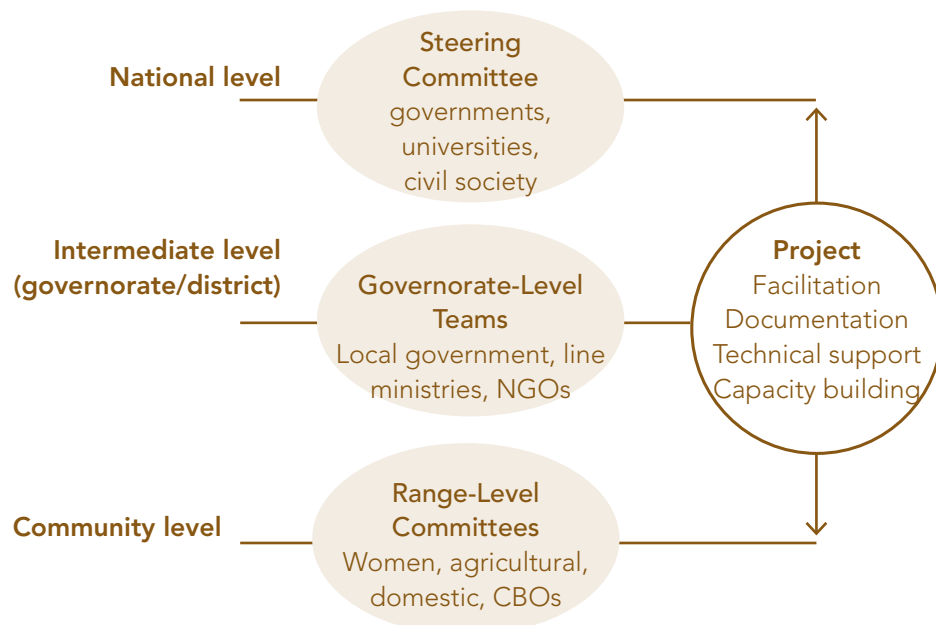 National level
Steering
Committee
governments,
universities,
civil society
Intermediate level
(governorate/district)
Governorate-Level
Teams
Local government, line
ministries, NGOs
Project
Facilitation
Documentation
Technical support
Capacity building
Community level
Range-Level
Committees
Women, agricultural,
domestic, CBOs